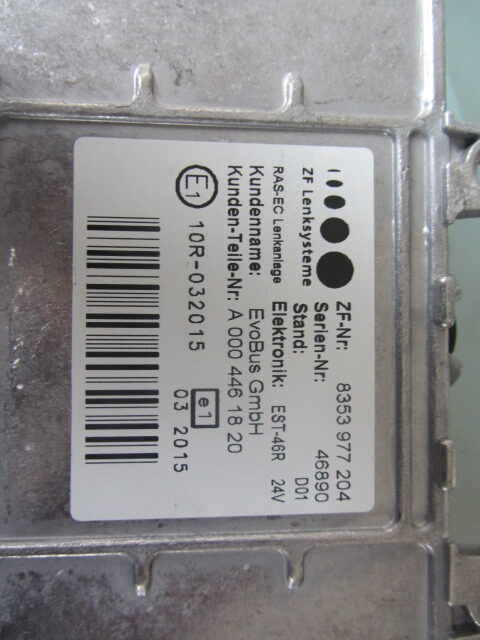 ZF-Nr: 8353 977 204
Serien-Nr: 46890
ZF Lenksysteme Stand: D01
RAS-EC Lenkanlage Elektronik: EST-46R 24V
Kundenname: EvoBus GmbH
Kunden-Teile-Nr: A 000 446 18 20
E1 10R-032015 e1 03 2015